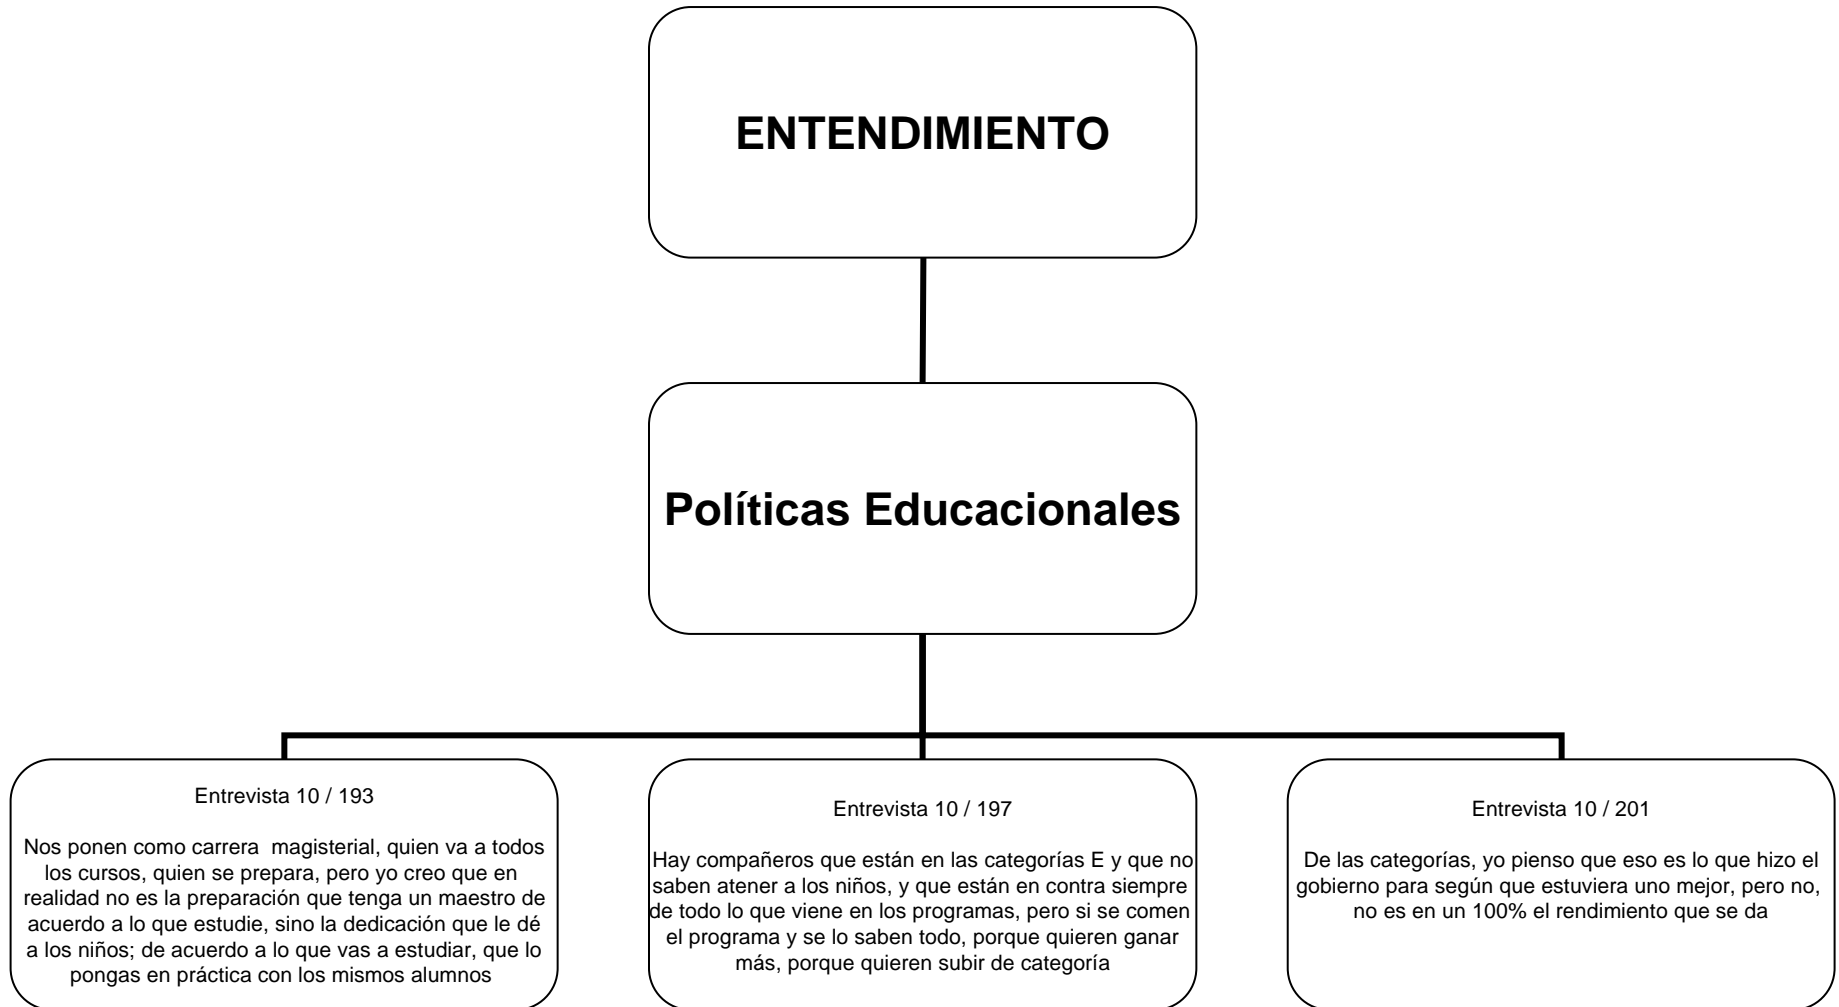 ENTENDIMIENTO
Políticas Educacionales
Entrevista 10 / 193
Nos ponen como carrera  magisterial, quien va a todos
los cursos, quien se prepara, pero yo creo que en
realidad no es la preparación que tenga un maestro de
acuerdo a lo que estudie, sino la dedicación que le dé
a los niños; de acuerdo a lo que vas a estudiar, que lo
pongas en práctica con los mismos alumnos
Entrevista 10 / 197
Hay compañeros que están en las categorías E y que no
saben atener a los niños, y que están en contra siempre
de todo lo que viene en los programas, pero si se comen
el programa y se lo saben todo, porque quieren ganar
más, porque quieren subir de categoría
Entrevista 10 / 201
De las categorías, yo pienso que eso es lo que hizo el
gobierno para según que estuviera uno mejor, pero no,
no es en un 100% el rendimiento que se da